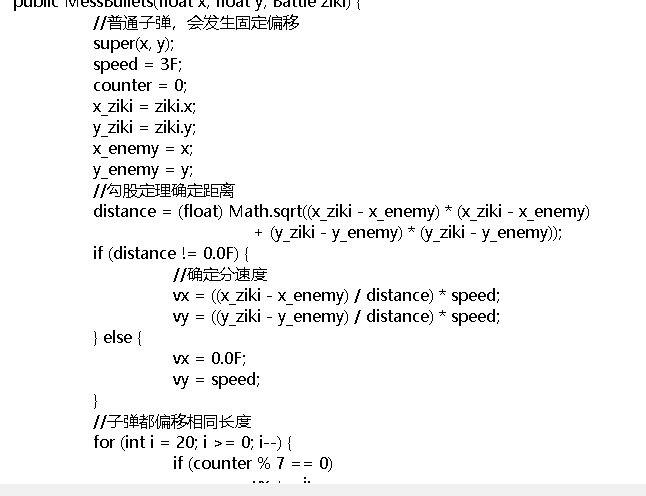 public MessBullets(float x, float y, Battle ziki) {
//普通子弹，会发生固定偏移
super(x, y);
speed = 3F;
counter = 0;
x_ziki = ziki.x;
y_ziki = ziki.y;
x_enemy = x;
y_enemy = y;
//勾股定理确定距离
distance = (float) Math.sqrt((x_ziki - x_enemy) * (x_ziki - x_enemy)
+ (y_ziki - y_enemy) * (y_ziki - y_enemy));
if (distance != 0.0F) {
//确定分速度
vx = ((x_ziki - x_enemy) / distance) * speed;
vy = ((y_ziki - y_enemy) / distance) * speed;
} else {
vx = 0.0F;
vy = speed;
}
//子弹都偏移相同长度
for (int i = 20; i >= 0; i--) {
if (counter % 7 == 0)